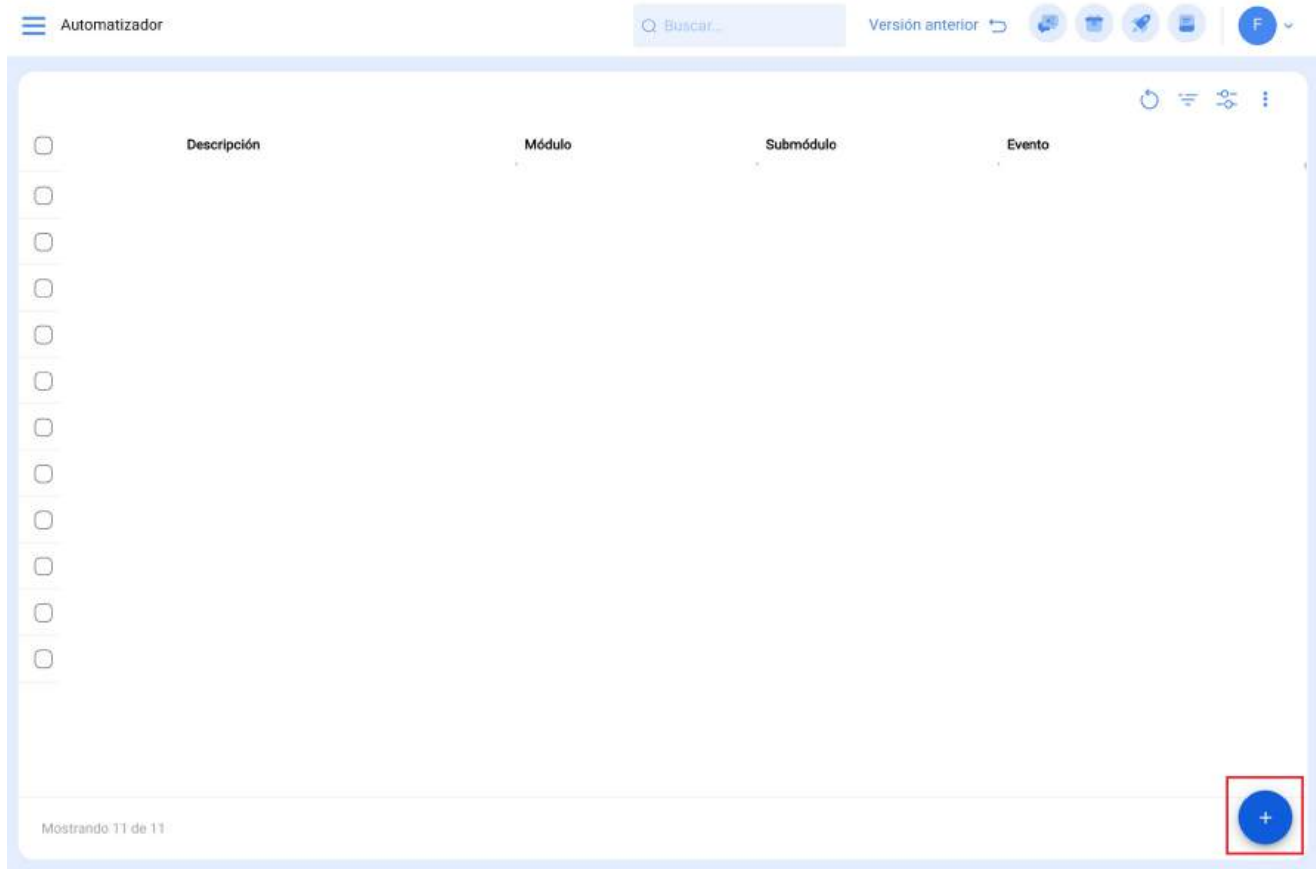 Automatizador
Buscar...
Versión anterior
F
Descripción
Módulo
Submódulo
Evento
Mostrando 11 de 11
+